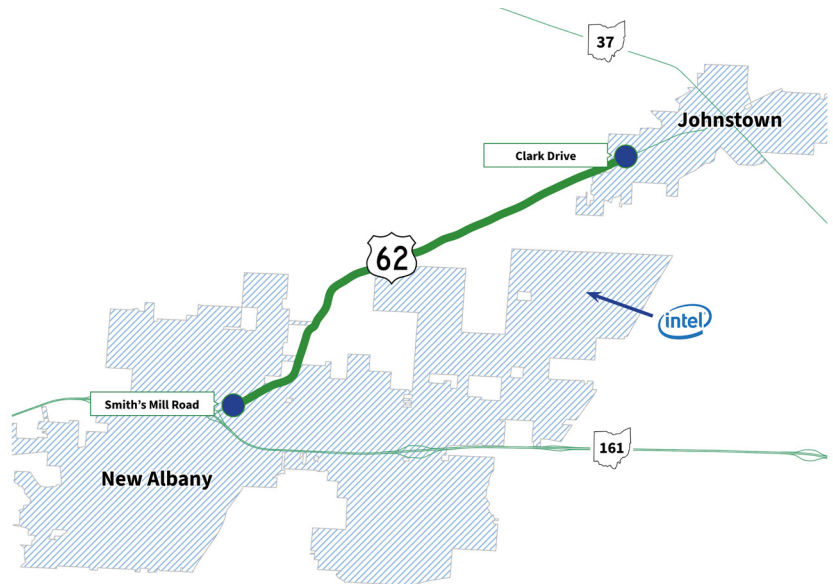 37
Johnstown
Clark Drive
62
intel
Smith's Mill Road
161
New Albany